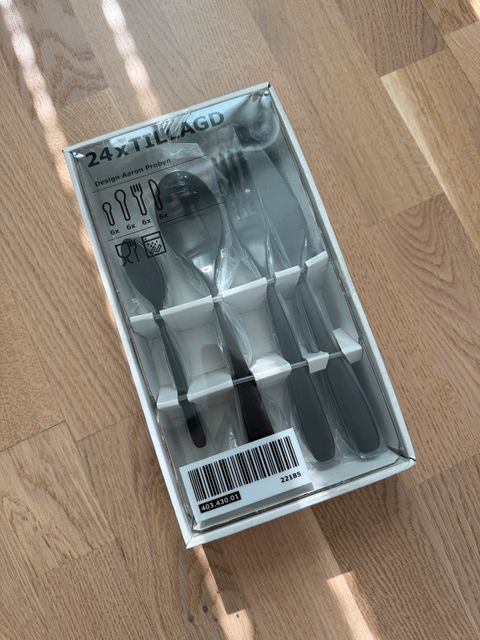 24xTILLAGD
Design Aaron Probyn
6x 6x 6x 6x
403.430.01
22185